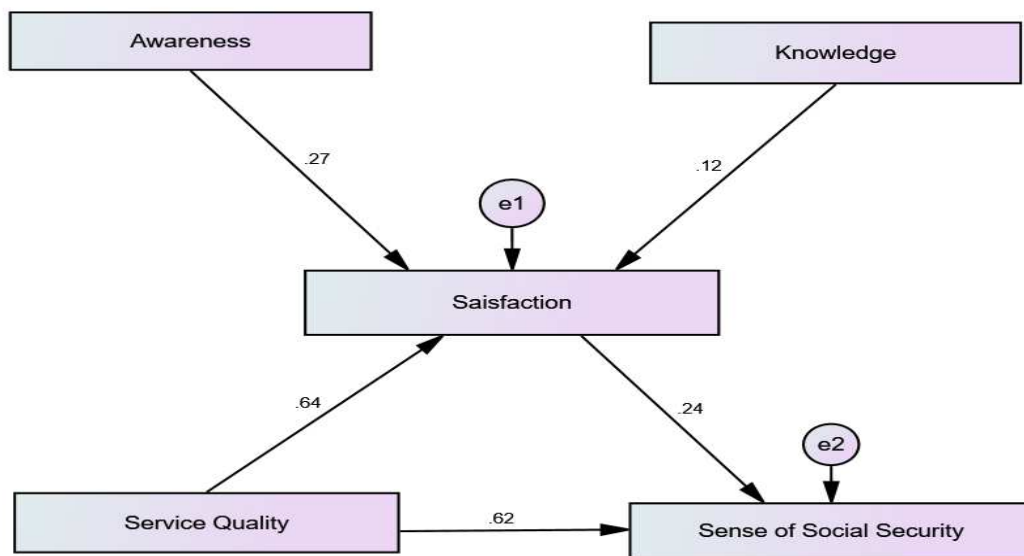 Awareness
Knowledge
.27
.12
e1
Saisfaction
.64
.24
e2
Service Quality
.62
Sense of Social Security